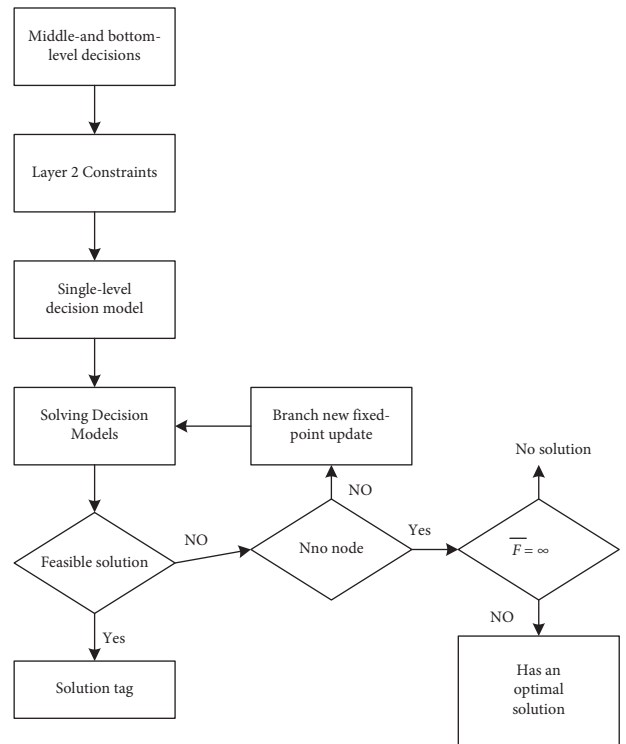 Middle-and bottom-
level decisions
Layer 2 Constraints
Single-level
decision model
Solving Decision
Models
Branch new fixed-
point update
No solution
NO
Feasible solution
NO
Nno node
Yes
F̅ = ∞
Yes
NO
Solution tag
Has an
optimal
solution